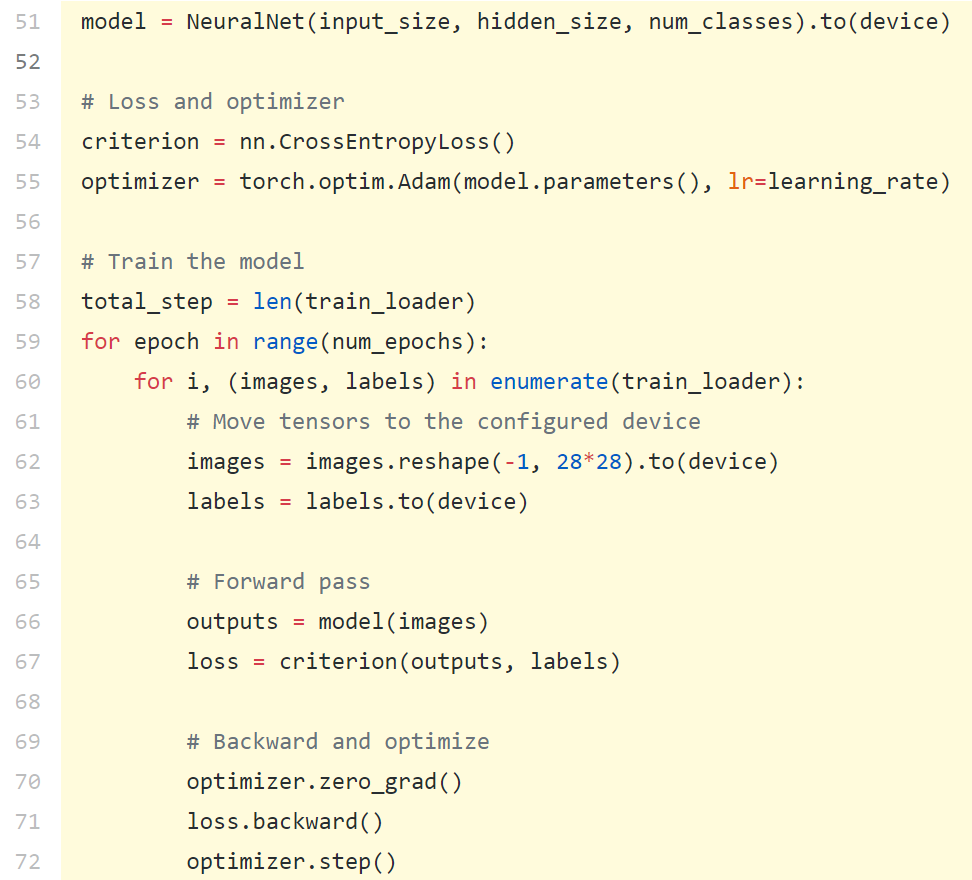 51 model = NeuralNet(input_size, hidden_size, num_classes).to(device)
52
53 # Loss and optimizer
54 criterion = nn.CrossEntropyLoss()
55 optimizer = torch.optim.Adam(model.parameters(), lr=learning_rate)
56
57 # Train the model
58 total_step = len(train_loader)
59 for epoch in range(num_epochs):
60     for i, (images, labels) in enumerate(train_loader):
61         # Move tensors to the configured device
62         images = images.reshape(-1, 28*28).to(device)
63         labels = labels.to(device)
64
65         # Forward pass
66         outputs = model(images)
67         loss = criterion(outputs, labels)
68
69         # Backward and optimize
70         optimizer.zero_grad()
71         loss.backward()
72         optimizer.step()